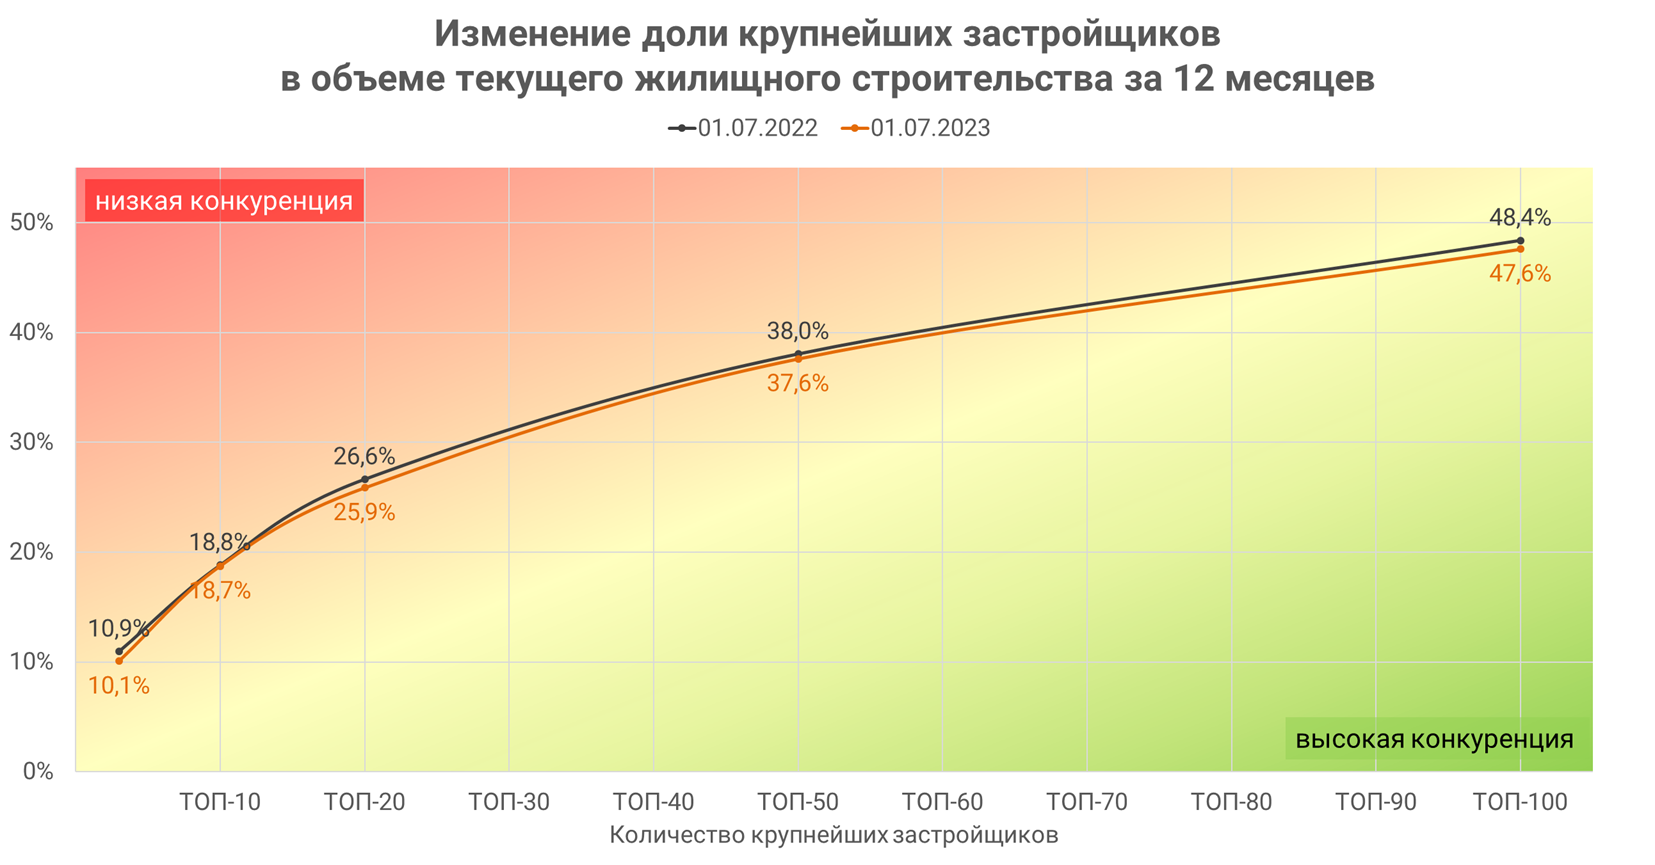 Изменение доли крупнейших застройщиков
в объеме текущего жилищного строительства за 12 месяцев
01.07.2022 01.07.2023
низкая конкуренция
50%
40%
30%
20%
10%
0%
10,9%
10,1%
18,8%
18,7%
26,6%
25,9%
38,0%
37,6%
48,4%
47,6%
высокая конкуренция
ТОП-10 ТОП-20 ТОП-30 ТОП-40 ТОП-50 ТОП-60 ТОП-70 ТОП-80 ТОП-90 ТОП-100
Количество крупнейших застройщиков